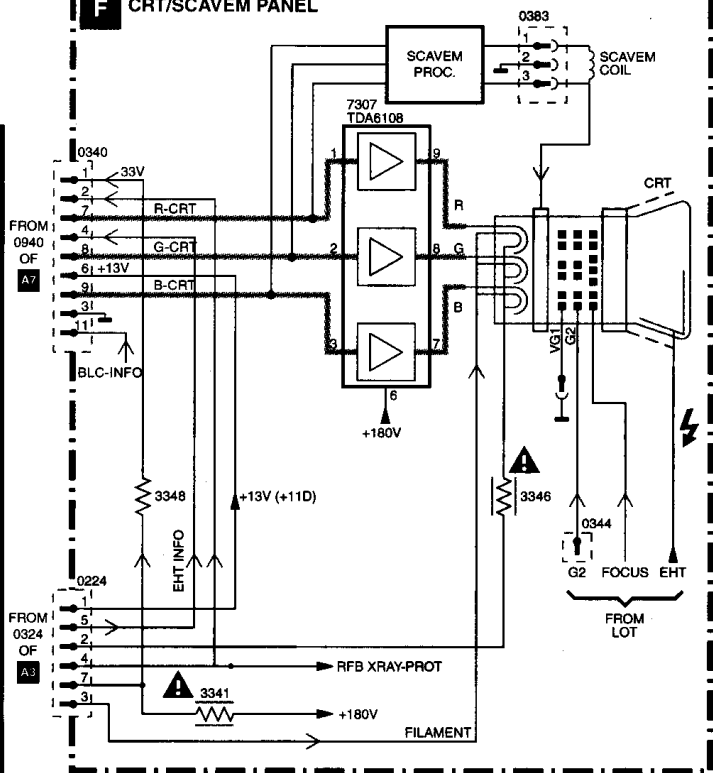 F CRT/SCAVEM PANEL
0383
1
2
3
SCAVEM
PROC.
SCAVEM
COIL
7307
TDA6108
0340
1 33V
2
7 R-CRT
4
8 G-CRT
6 +13V
9 B-CRT
3
11
FROM
0940
OF
A7
BLC-INFO
1 9
2 8
3 7
6
+180V
R
G
B
CRT
VG1
G2
3348
+13V (+11D)
EHT INFO
3346
0344
G2 FOCUS EHT
FROM
LOT
0224
1
5
2
4
7
3
FROM
0324
OF
A3
RFB XRAY-PROT
3341
+180V
FILAMENT